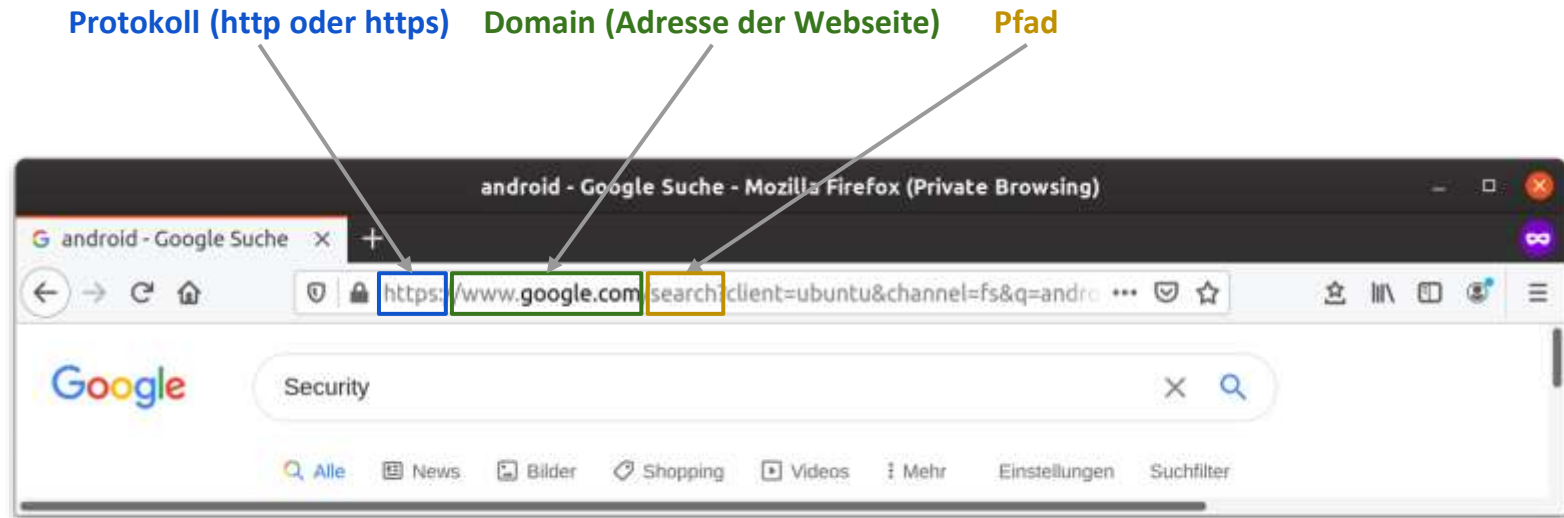 Protokoll (http oder https) Domain (Adresse der Webseite) Pfad
android - Google Suche - Mozilla Firefox (Private Browsing)
G android - Google Suche
https://www.google.com/search?client=ubuntu&channel=fs&q=andro
Google Security
Alle News Bilder Shopping Videos Mehr Einstellungen Suchfilter